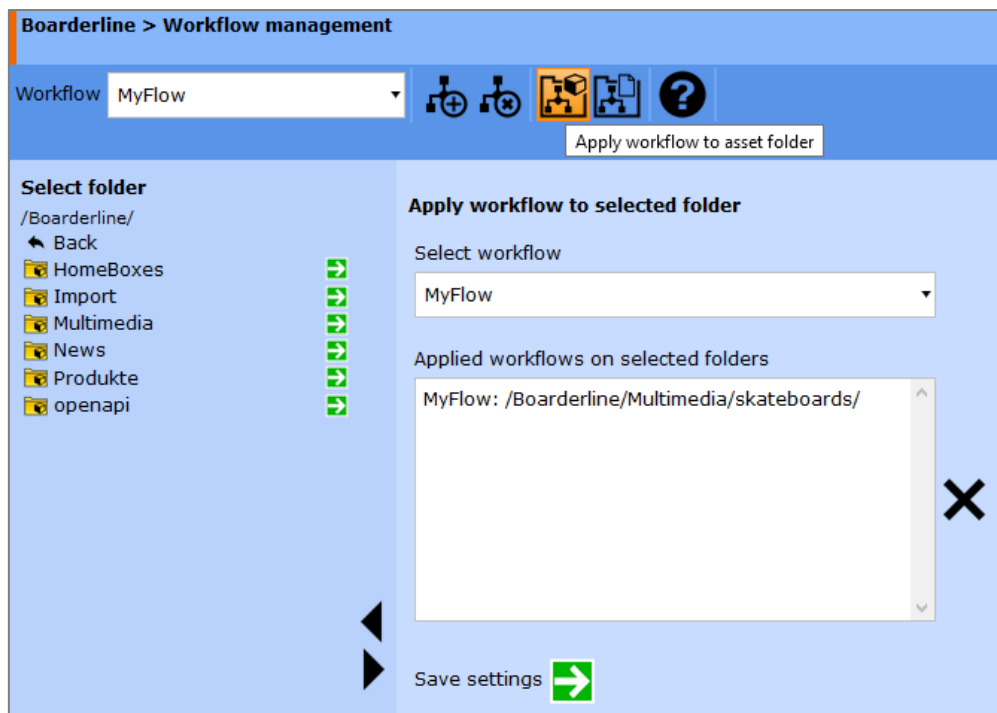 Boarderline > Workflow management
Workflow MyFlow
Apply workflow to asset folder
Select folder
/Boarderline/
Back
HomeBoxes
Import
Multimedia
News
Produkte
openapi
Apply workflow to selected folder
Select workflow
MyFlow
Applied workflows on selected folders
MyFlow: /Boarderline/Multimedia/skateboards/
Save settings